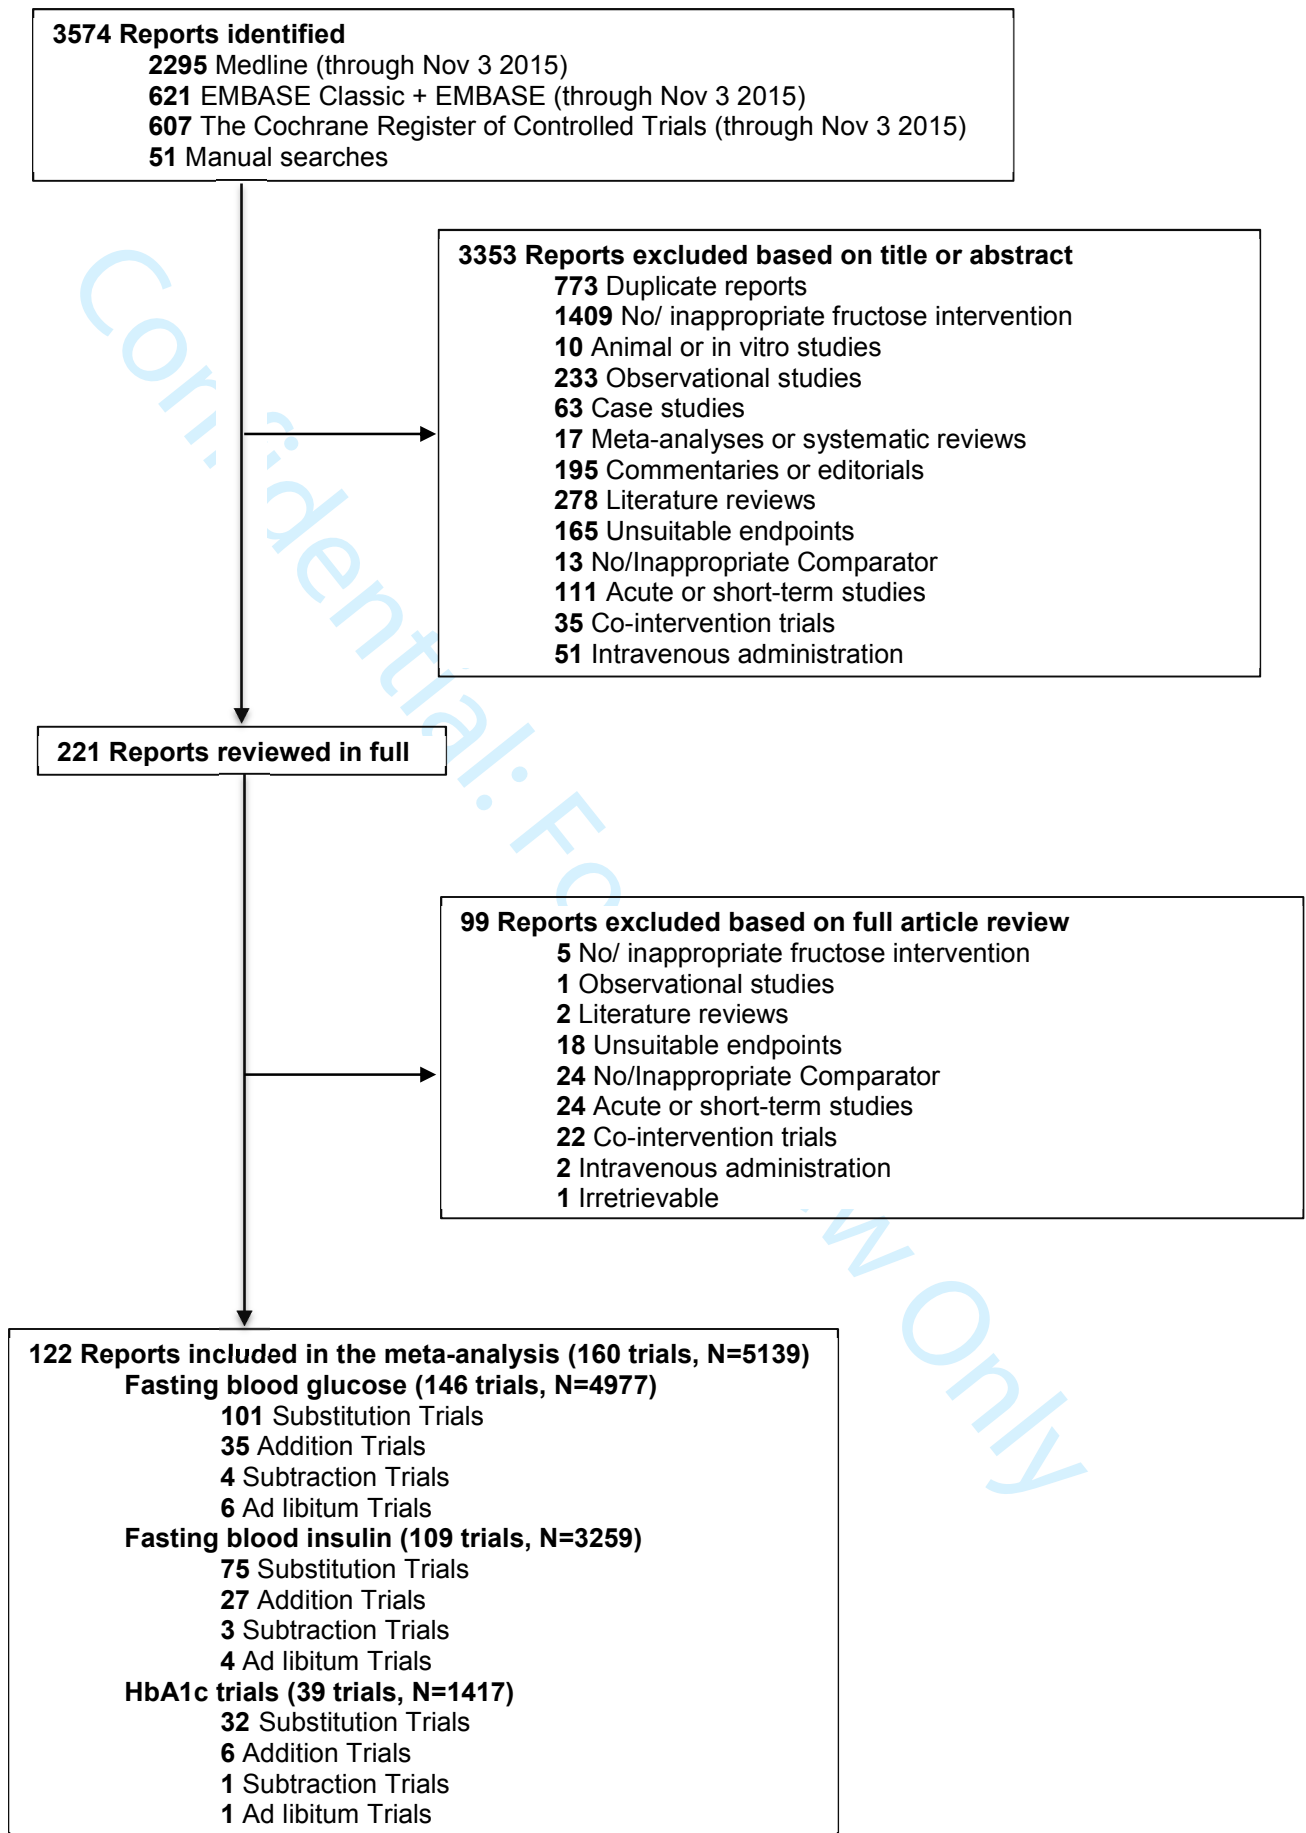 3574 Reports identified
2295 Medline (through Nov 3 2015)
621 EMBASE Classic + EMBASE (through Nov 3 2015)
607 The Cochrane Register of Controlled Trials (through Nov 3 2015)
51 Manual searches
3353 Reports excluded based on title or abstract
773 Duplicate reports
1409 No/ inappropriate fructose intervention
10 Animal or in vitro studies
233 Observational studies
63 Case studies
17 Meta-analyses or systematic reviews
195 Commentaries or editorials
278 Literature reviews
165 Unsuitable endpoints
13 No/Inappropriate Comparator
111 Acute or short-term studies
35 Co-intervention trials
51 Intravenous administration
221 Reports reviewed in full
99 Reports excluded based on full article review
5 No/ inappropriate fructose intervention
1 Observational studies
2 Literature reviews
18 Unsuitable endpoints
24 No/Inappropriate Comparator
24 Acute or short-term studies
22 Co-intervention trials
2 Intravenous administration
1 Irretrievable
122 Reports included in the meta-analysis (160 trials, N=5139)
Fasting blood glucose (146 trials, N=4977)
101 Substitution Trials
35 Addition Trials
4 Subtraction Trials
6 Ad libitum Trials
Fasting blood insulin (109 trials, N=3259)
75 Substitution Trials
27 Addition Trials
3 Subtraction Trials
4 Ad libitum Trials
HbA1c trials (39 trials, N=1417)
32 Substitution Trials
6 Addition Trials
1 Subtraction Trials
1 Ad libitum Trials
Confidential: Only